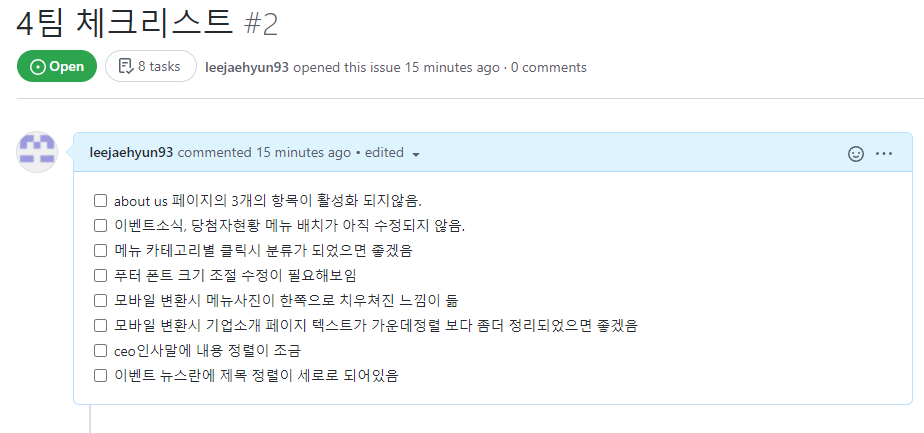 4팀 체크리스트 #2
Open 8 tasks leejaehyun93 opened this issue 15 minutes ago · 0 comments
leejaehyun93 commented 15 minutes ago • edited
about us 페이지의 3개의 항목이 활성화 되지않음.
이벤트소식, 당첨자현황 메뉴 배치가 아직 수정되지 않음.
메뉴 카테고리별 클릭시 분류가 되었으면 좋겠음
푸터 폰트 크기 조절 수정이 필요해보임
모바일 변환시 메뉴사진이 한쪽으로 치우쳐진 느낌이 듦
모바일 변환시 기업소개 페이지 텍스트가 가운데정렬 보다 좀더 정리되었으면 좋겠음
ceo인사말에 내용 정렬이 조금
이벤트 뉴스란에 제목 정렬이 세로로 되어있음